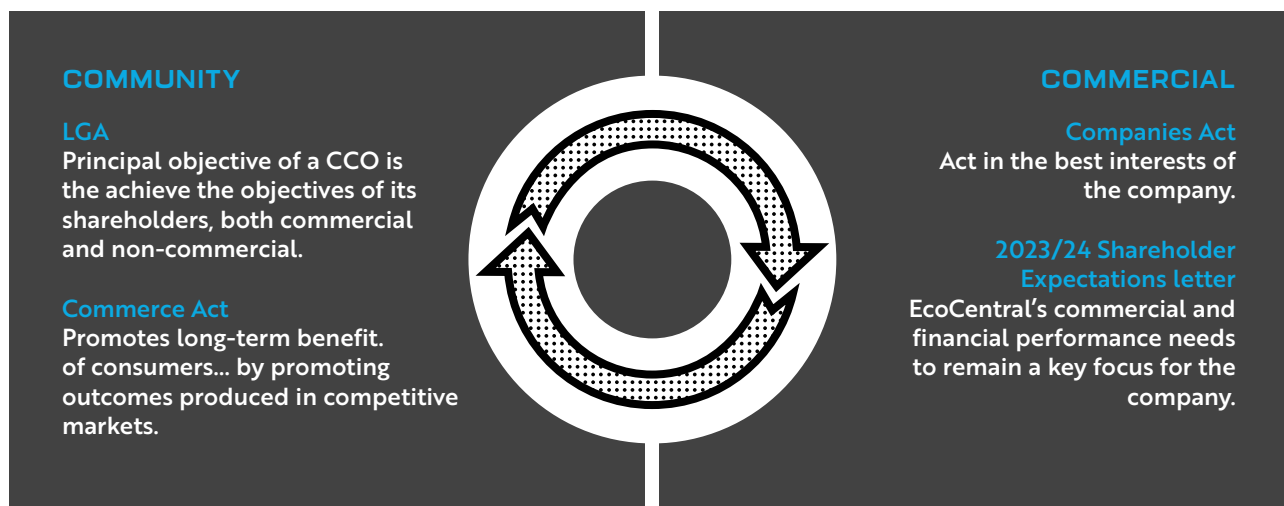 COMMUNITY
LGA
Principal objective of a CCO is
the achieve the objectives of its
shareholders, both commercial
and non-commercial.
Commerce Act
Promotes long-term benefit.
of consumers... by promoting
outcomes produced in competitive
markets.
COMMERCIAL
Companies Act
Act in the best interests of
the company.
2023/24 Shareholder
Expectations letter
EcoCentral’s commercial and
financial performance needs
to remain a key focus for the
company.